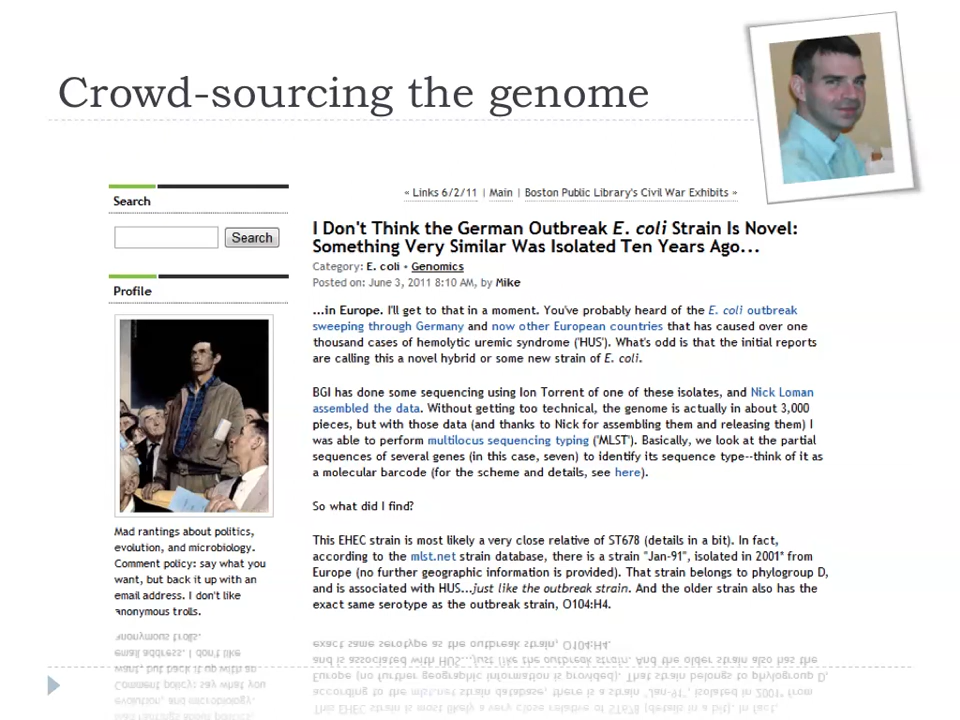 Crowd-sourcing the genome
« Links 6/2/11 | Main | Boston Public Library's Civil War Exhibits »
Search
Search
Profile
Mad rantings about politics,
evolution, and microbiology.
Comment policy: say what you
want, but back it up with an
email address. I don't like
anonymous trolls.
I Don't Think the German Outbreak E. coli Strain Is Novel:
Something Very Similar Was Isolated Ten Years Ago...
Category: E. coli • Genomics
Posted on: June 3, 2011 8:10 AM, by Mike
...in Europe. I'll get to that in a moment. You've probably heard of the E. coli outbreak
sweeping through Germany and now other European countries that has caused over one
thousand cases of hemolytic uremic syndrome ('HUS'). What's odd is that the initial reports
are calling this a novel hybrid or some new strain of E. coli.
BGI has done some sequencing using Ion Torrent of one of these isolates, and Nick Loman
assembled the data. Without getting too technical, the genome is actually in about 3,000
pieces, but with those data (and thanks to Nick for assembling them and releasing them) I
was able to perform multilocus sequencing typing ('MLST'). Basically, we look at the partial
sequences of several genes (in this case, seven) to identify its sequence type--think of it as
a molecular barcode (for the scheme and details, see here).
So what did I find?
This EHEC strain is most likely a very close relative of ST678 (details in a bit). In fact,
according to the mlst.net strain database, there is a strain "Jan-91", isolated in 2001* from
Europe (no further geographic information is provided). That strain belongs to phylogroup D,
and is associated with HUS...just like the outbreak strain. And the older strain also has the
exact same serotype as the outbreak strain, O104:H4.